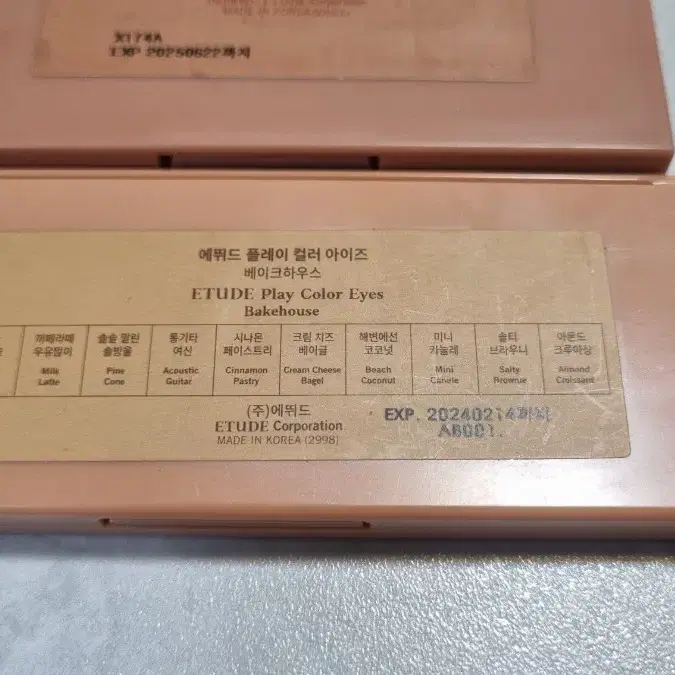 MADE IN KOREA
X174A
EXP 20250622까지
에뛰드 플레이 컬러 아이즈
베이크하우스
ETUDE Play Color Eyes
Bakehouse
까페라떼 우유많이 Milk Latte
솔솔 말린 솔방울 Pine Cone
통기타 여신 Acoustic Guitar
시나몬 페이스트리 Cinnamon Pastry
크림 치즈 베이글 Cream Cheese Bagel
해변에선 코코넛 Beach Coconut
미니 카눌레 Mini Canele
솔티 브라우니 Salty Brownie
아몬드 크루아상 Almond Croissant
(주)에뛰드
ETUDE Corporation
MADE IN KOREA (2998)
EXP. 20240214까지
AB001.